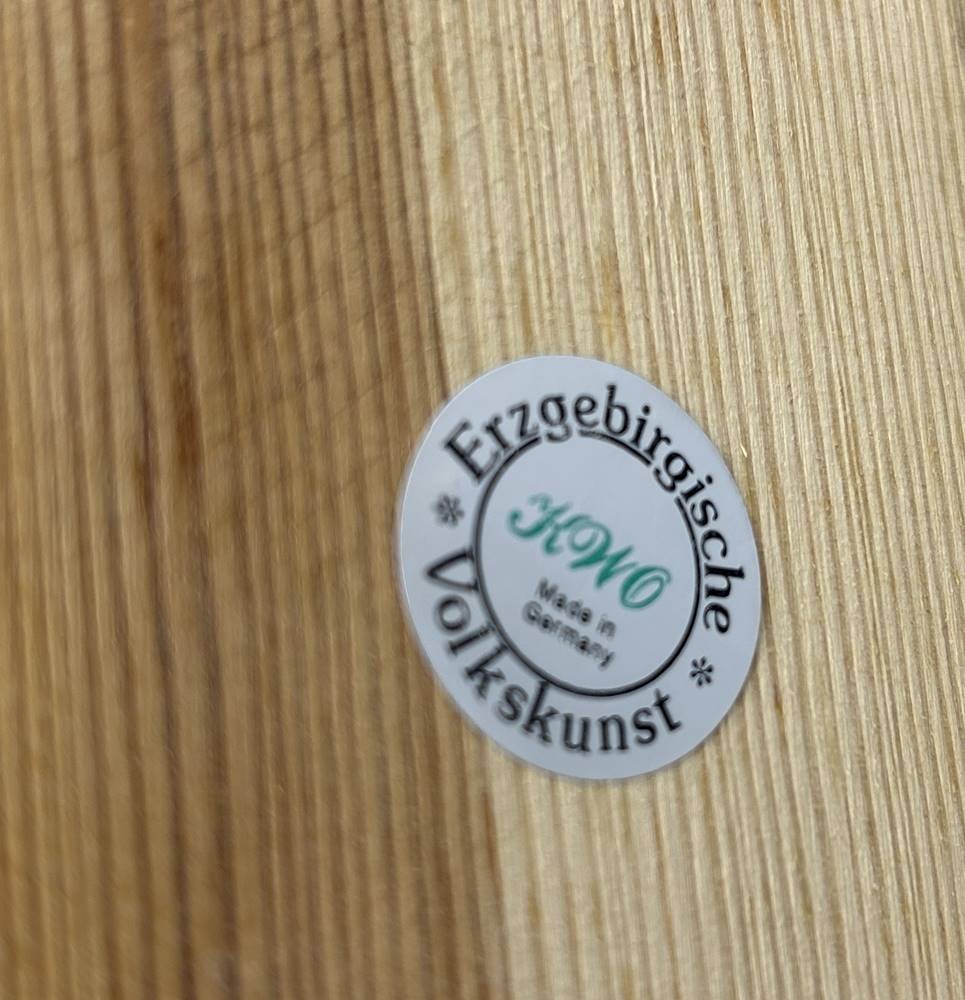 Erzgebirgische
* Volkskunst *
KWO
Made in
Germany